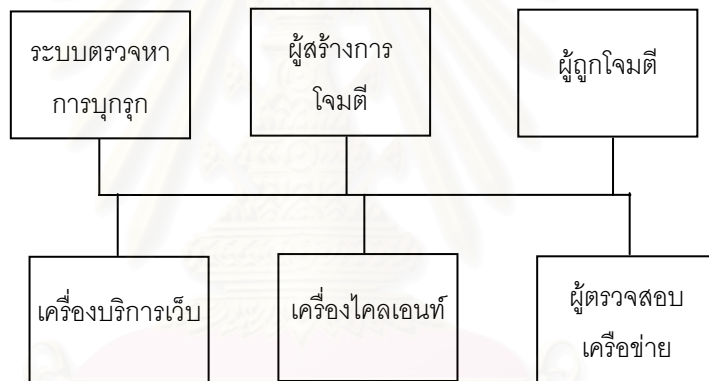 ระบบตรวจหา
การบุกรุก
ผู้สร้างการ
โจมตี
ผู้ถูกโจมตี
เครื่องบริการเว็บ
เครื่องไคลเอนท์
ผู้ตรวจสอบ
เครือข่าย